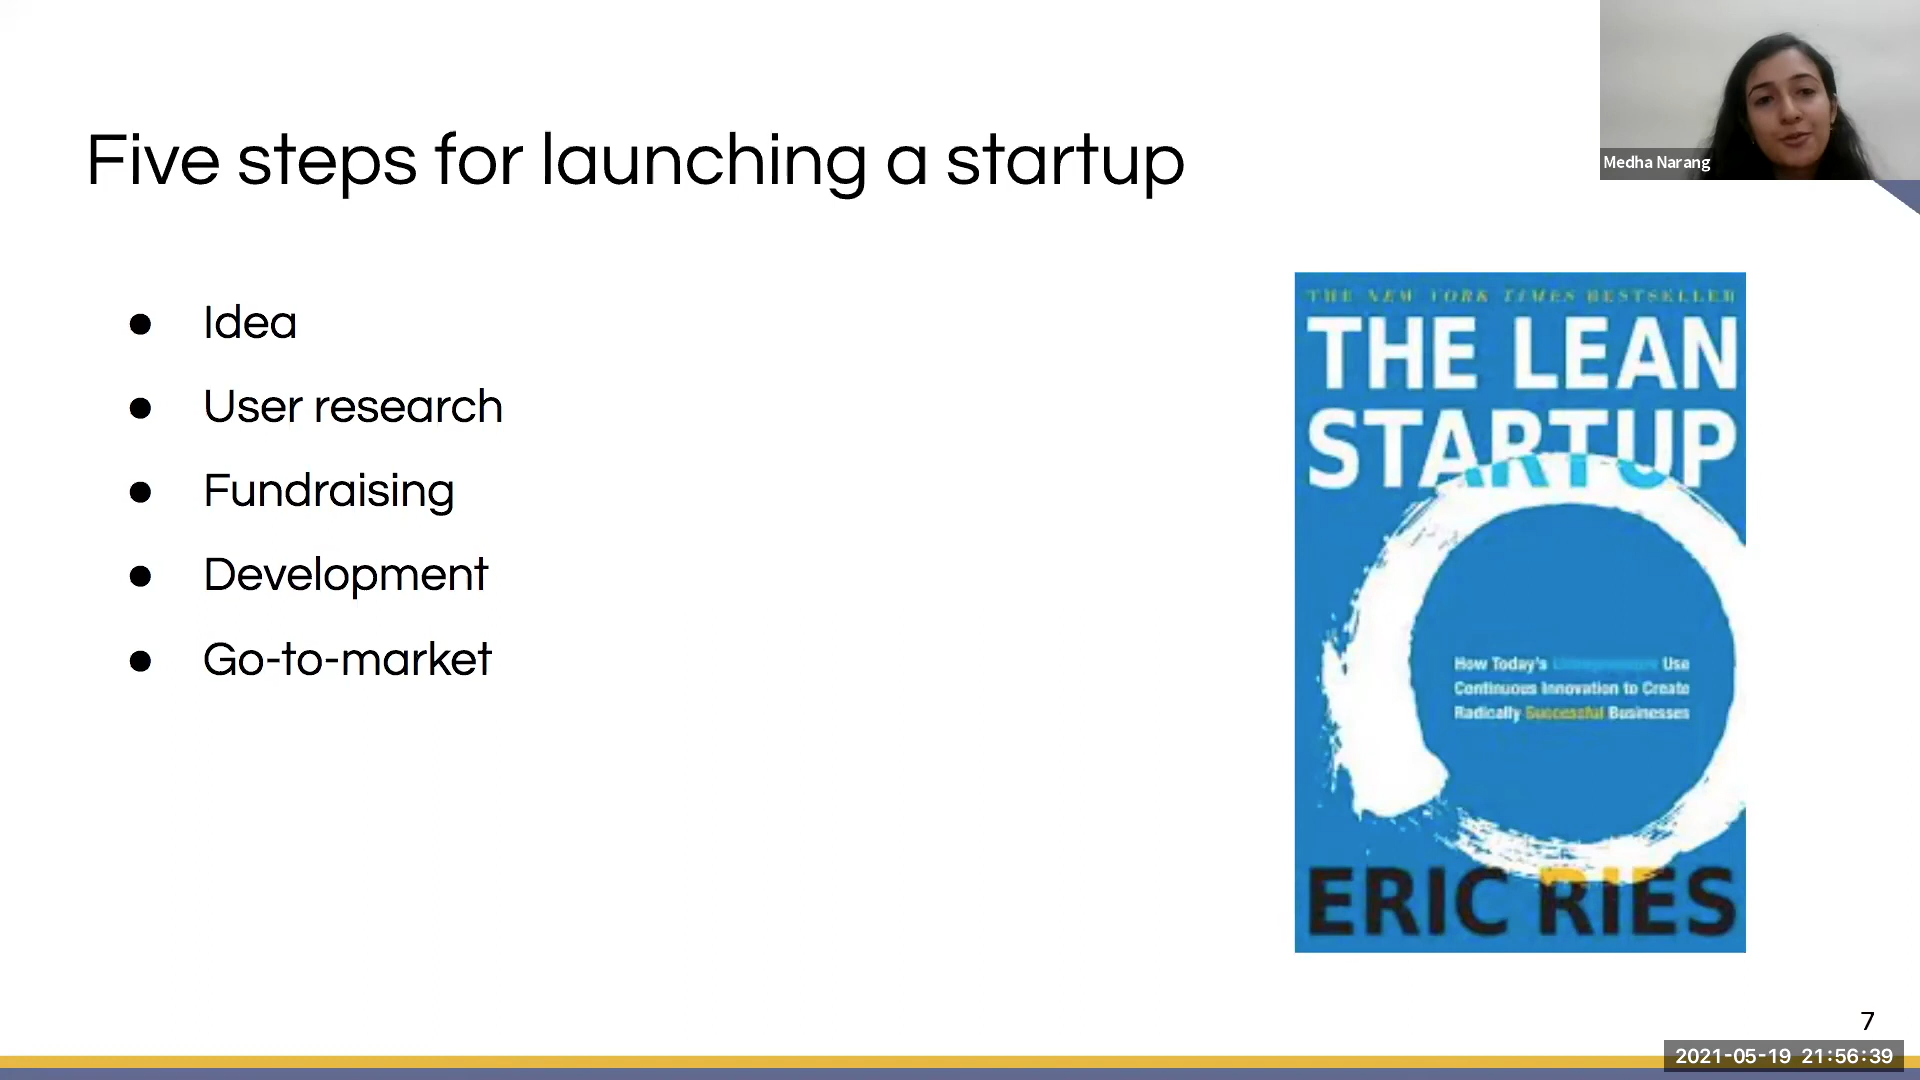 Five steps for launching a startup
Medha Narang
● Idea
● User research
● Fundraising
● Development
● Go-to-market
THE NEW YORK TIMES BESTSELLER
THE LEAN
STARTUP
How Today's Entrepreneurs Use
Continuous Innovation to Create
Radically Successful Businesses
ERIC RIES
7
2021-05-19 21:56:39